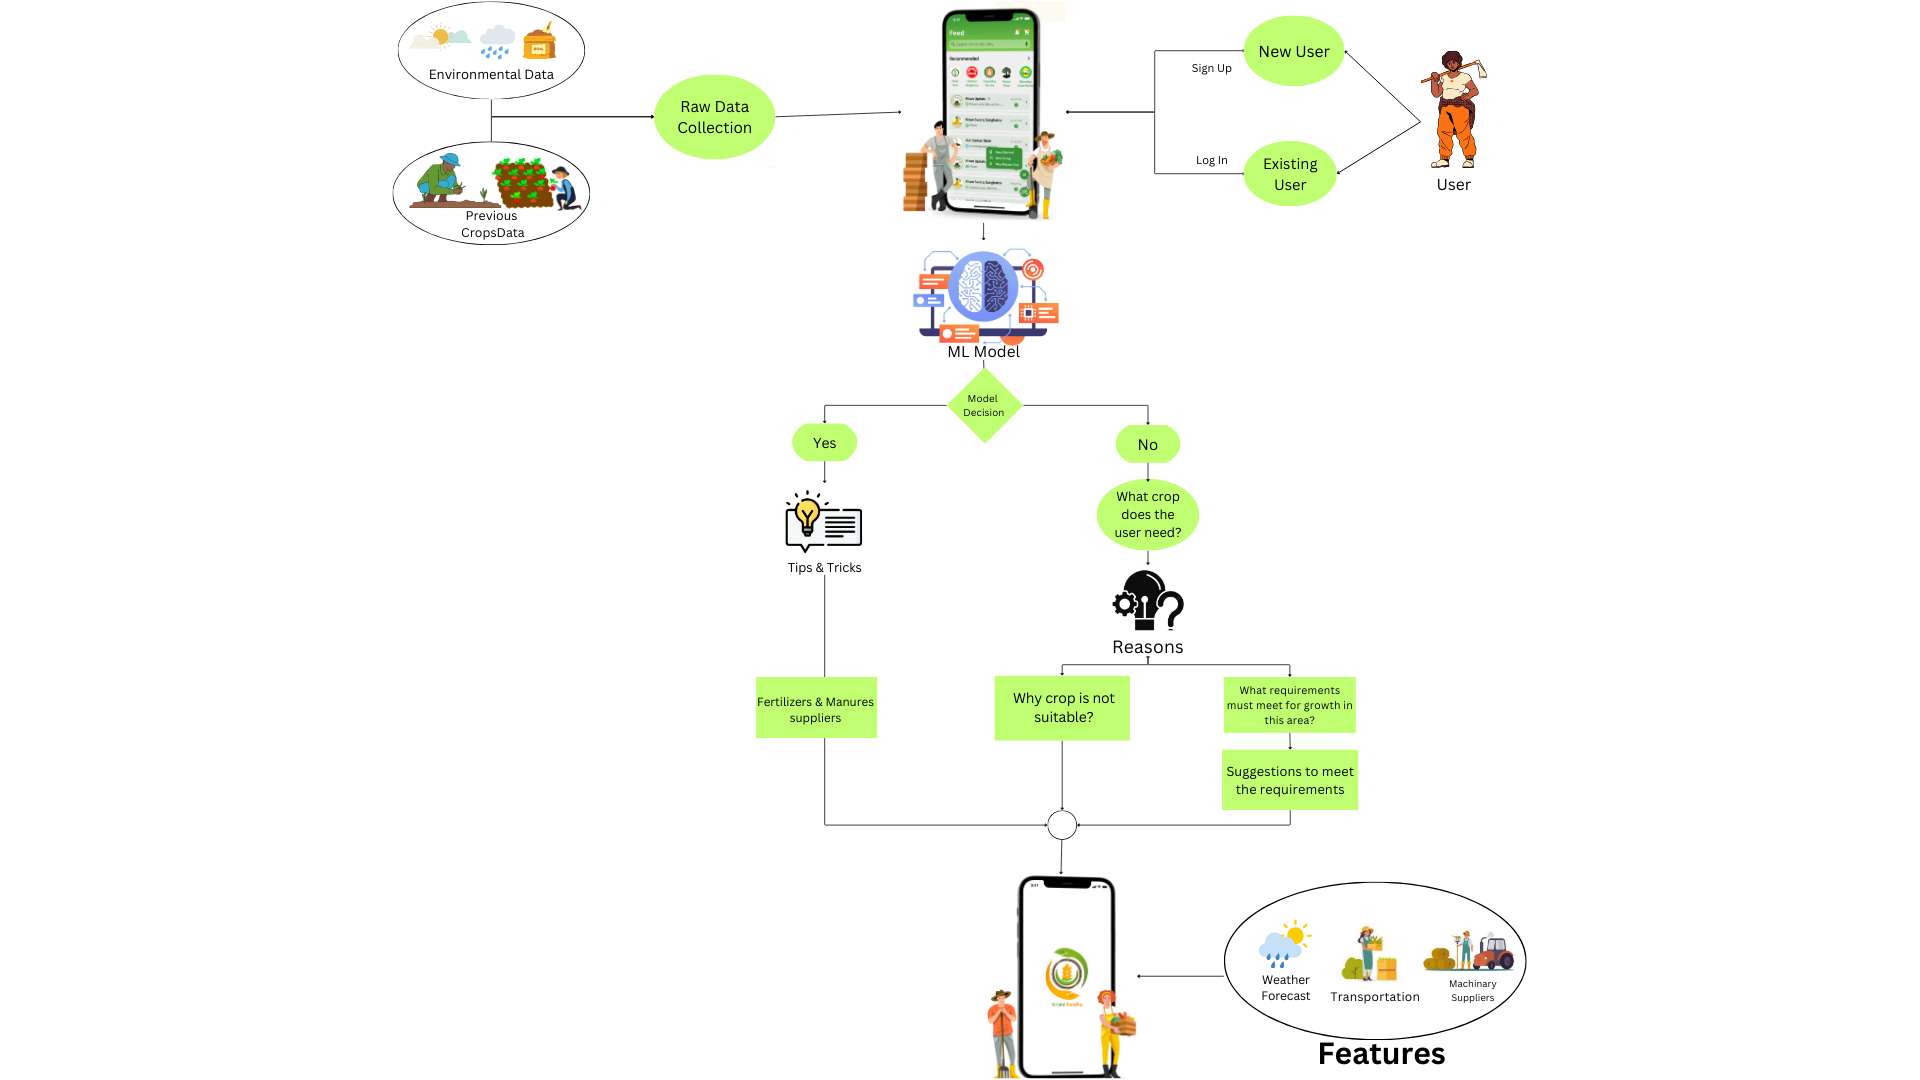 Environmental Data
Previous
CropsData
Raw Data
Collection
Feed
Recommended
Sign Up
New User
Log In
Existing
User
User
ML Model
Model
Decision
Yes
No
What crop
does the
user need?
Tips & Tricks
Reasons
Fertilizers & Manures
suppliers
Why crop is not
suitable?
What requirements
must meet for growth in
this area?
Suggestions to meet
the requirements
Weather
Forecast
Transportation
Machinary
Suppliers
Features